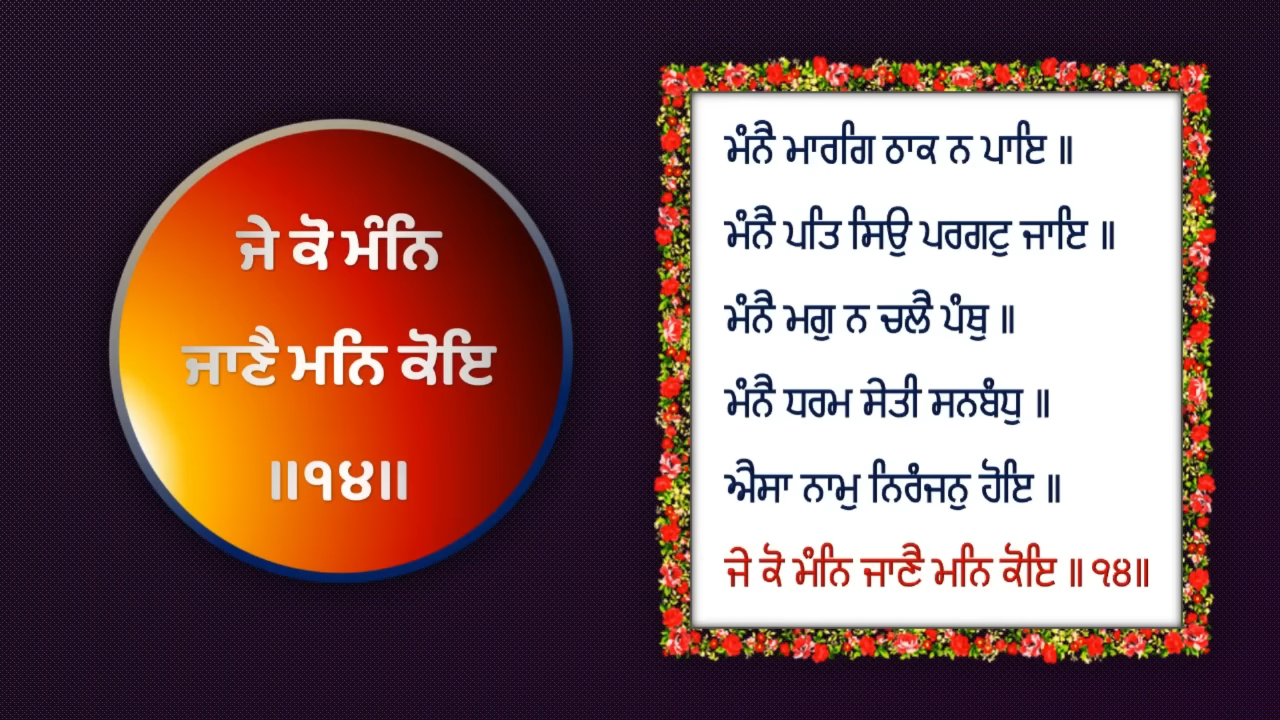 ਜੇ ਕੋ ਮੰਨਿ
ਜਾਣੈ ਮਨਿ ਕੋਇ
॥੧੪॥
ਮੰਨੈ ਮਾਰਗਿ ਠਾਕ ਨ ਪਾਇ ॥
ਮੰਨੈ ਪਤਿ ਸਿਉ ਪਰਗਟੁ ਜਾਇ ॥
ਮੰਨੈ ਮਗੁ ਨ ਚਲੈ ਪੰਥੁ ॥
ਮੰਨੈ ਧਰਮ ਸੇਤੀ ਸਨਬੰਧੁ ॥
ਐਸਾ ਨਾਮੁ ਨਿਰੰਜਨੁ ਹੋਇ ॥
ਜੇ ਕੋ ਮੰਨਿ ਜਾਣੈ ਮਨਿ ਕੋਇ ॥ ੧੪॥